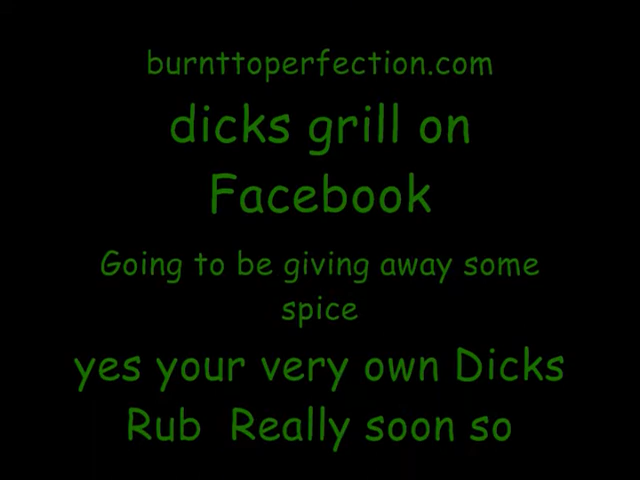 burnttoperfection.com
dicks grill on
Facebook
Going to be giving away some
spice
yes your very own Dicks
Rub  Really soon so